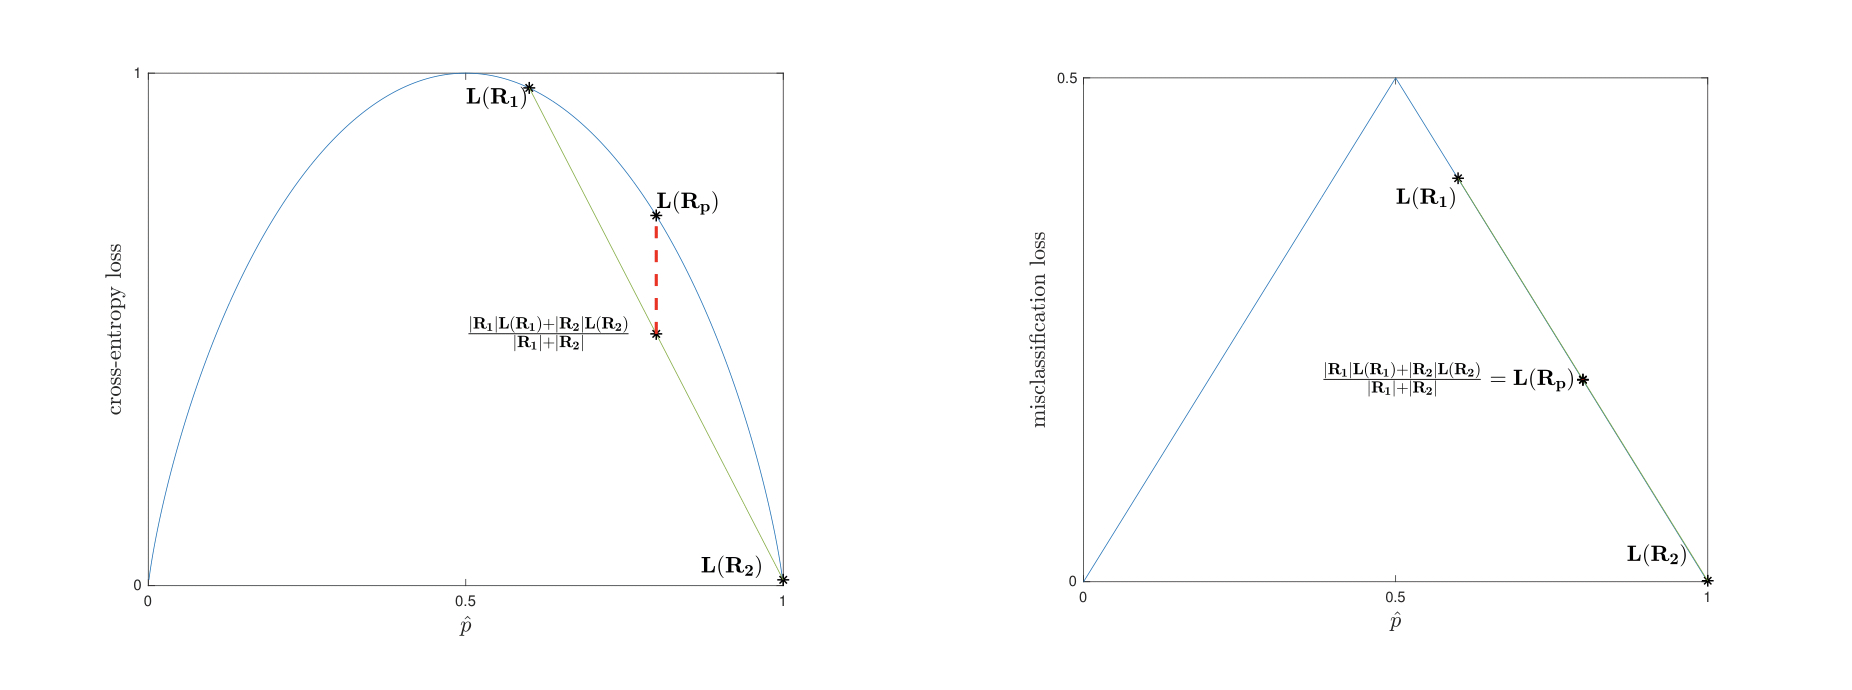 1
L(R₁)
L(Rₚ)
cross-entropy loss
|R₁|L(R₁)+|R₂|L(R₂)
|R₁|+|R₂|
L(R₂)
0
0 0.5 1
p̂
0.5
L(R₁)
misclassification loss
|R₁|L(R₁)+|R₂|L(R₂)
|R₁|+|R₂|
= L(Rₚ)
L(R₂)
0
0 0.5 1
p̂